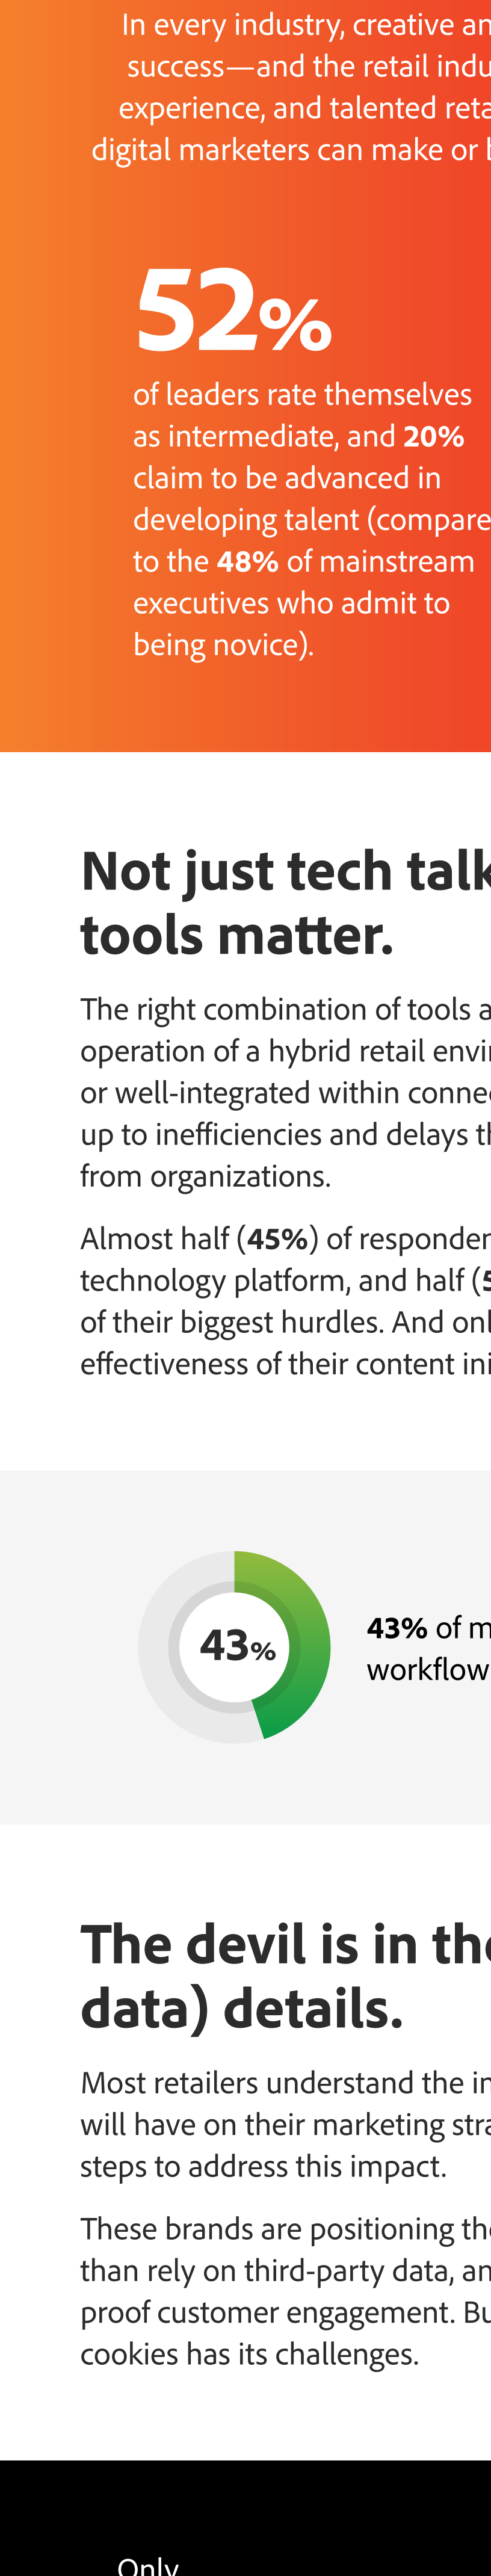 In every industry, creative an
success—and the retail indu
experience, and talented reta
digital marketers can make or b
52%
of leaders rate themselves
as intermediate, and 20%
claim to be advanced in
developing talent (compare
to the 48% of mainstream
executives who admit to
being novice).
Not just tech talk
tools matter.
The right combination of tools a
operation of a hybrid retail envi
or well-integrated within connec
up to inefficiencies and delays th
from organizations.
Almost half (45%) of responden
technology platform, and half (5
of their biggest hurdles. And onl
effectiveness of their content ini
43%
43% of m
workflow
The devil is in the
data) details.
Most retailers understand the im
will have on their marketing stra
steps to address this impact.
These brands are positioning the
than rely on third-party data, an
proof customer engagement. Bu
cookies has its challenges.
Only